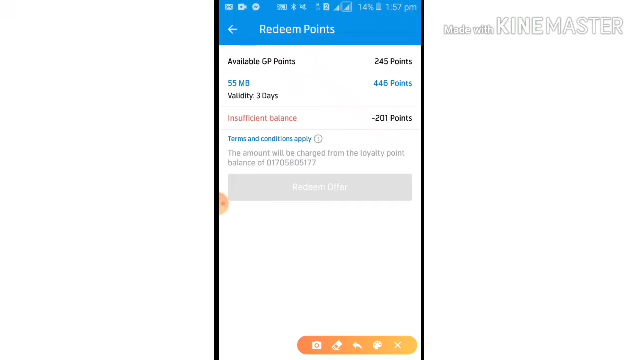 14% 1:57 pm
Made with KINEMASTER
Redeem Points
Available GP Points 245 Points
55 MB 446 Points
Validity: 3 Days
Insufficient balance -201 Points
Terms and conditions apply
The amount will be charged from the loyalty point
balance of 01705805177
Redeem Offer